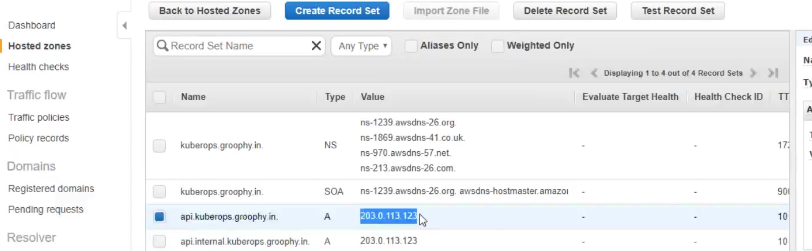 Back to Hosted Zones Create Record Set Import Zone File Delete Record Set Test Record Set
Dashboard
Hosted zones
Health checks
Traffic flow
Traffic policies
Policy records
Domains
Registered domains
Pending requests
Resolver
Record Set Name Any Type Aliases Only Weighted Only
Displaying 1 to 4 out of 4 Record Sets
Name Type Value Evaluate Target Health Health Check ID TT
kuberops.groophy.in. NS ns-1239.awsdns-26.org.
ns-1869.awsdns-41.co.uk.
ns-970.awsdns-57.net.
ns-213.awsdns-26.com.
- - 172
kuberops.groophy.in. SOA ns-1239.awsdns-26.org. awsdns-hostmaster.amazon - - 900
api.kuberops.groophy.in. A 203.0.113.123 - - 10
api.internal.kuberops.groophy.in. A 203.0.113.123 - - 10
Ed
Na
Ty